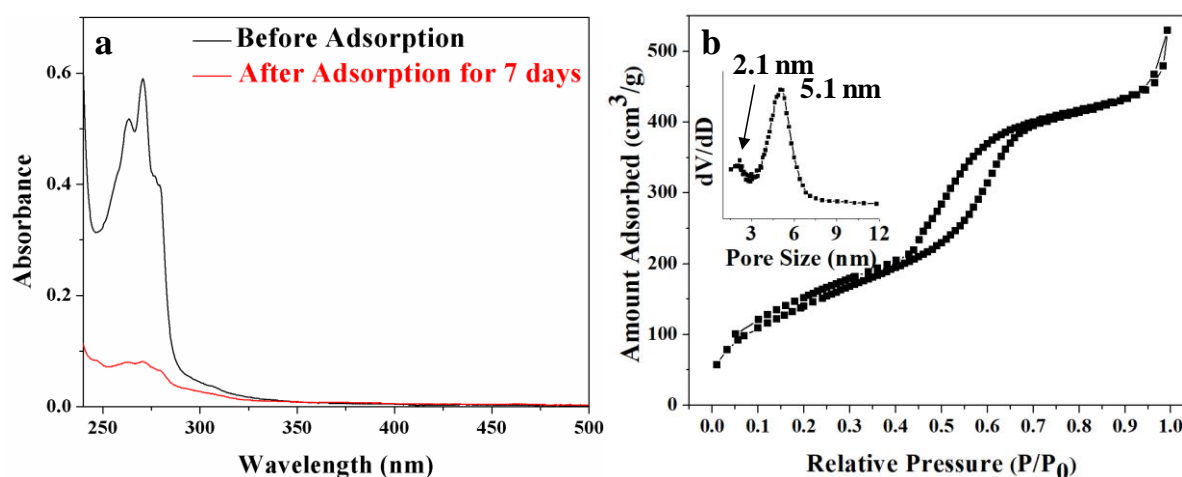 a
Before Adsorption
After Adsorption for 7 days
0.6
0.4
0.2
0.0
Absorbance
250 300 350 400 450 500
Wavelength (nm)
b
500
400
300
200
100
0
Amount Adsorbed (cm³/g)
2.1 nm
5.1 nm
dV/dD
3 6 9 12
Pore Size (nm)
0.0 0.1 0.2 0.3 0.4 0.5 0.6 0.7 0.8 0.9 1.0
Relative Pressure (P/P₀)